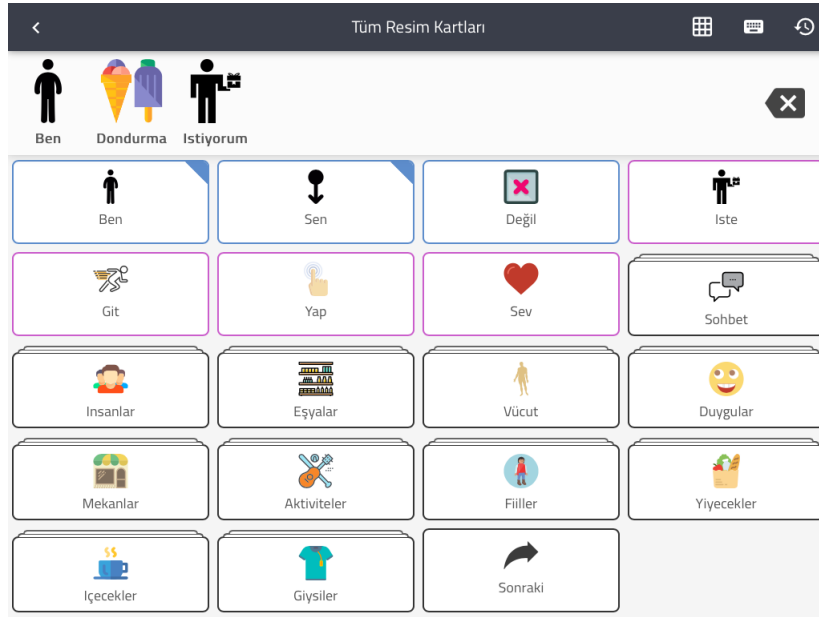 Tüm Resim Kartları
Ben Dondurma Istiyorum
Ben Sen Değil Iste
Git Yap Sev Sohbet
Insanlar Eşyalar Vücut Duygular
Mekanlar Aktiviteler Fiiller Yiyecekler
Içecekler Giysiler Sonraki